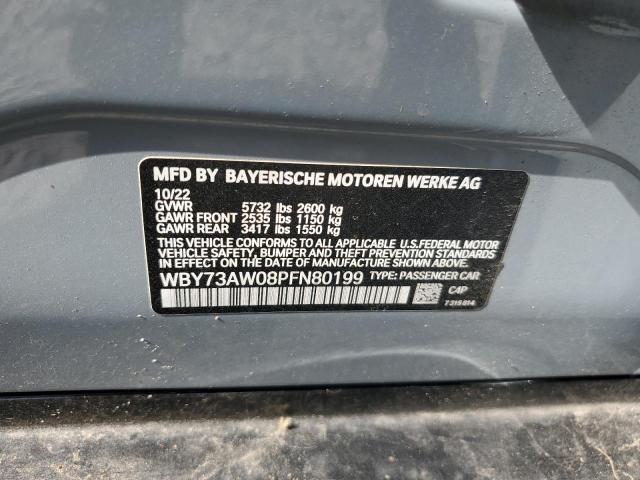 MFD BY BAYERISCHE MOTOREN WERKE AG
10/22
GVWR 5732 lbs 2600 kg
GAWR FRONT 2535 lbs 1150 kg
GAWR REAR 3417 lbs 1550 kg
THIS VEHICLE CONFORMS TO ALL APPLICABLE U.S.FEDERAL MOTOR
VEHICLE SAFETY, BUMPER, AND THEFT PREVENTION STANDARDS
IN EFFECT ON THE DATE OF MANUFACTURE SHOWN ABOVE.
WBY73AW08PFN80199 TYPE: PASSENGER CAR
C4P
7319814